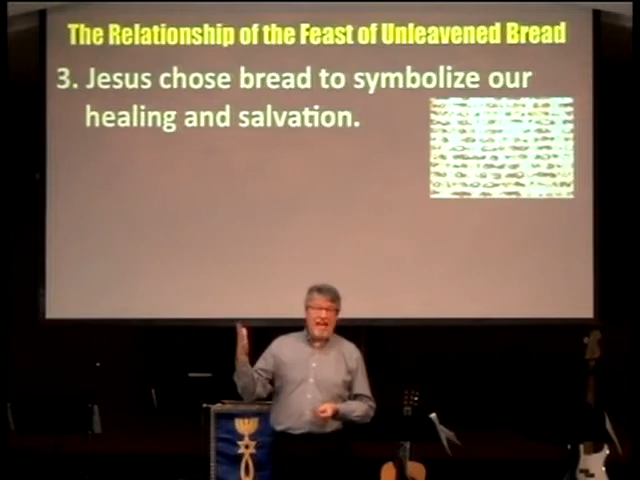 The Relationship of the Feast of Unleavened Bread
3. Jesus chose bread to symbolize our
healing and salvation.